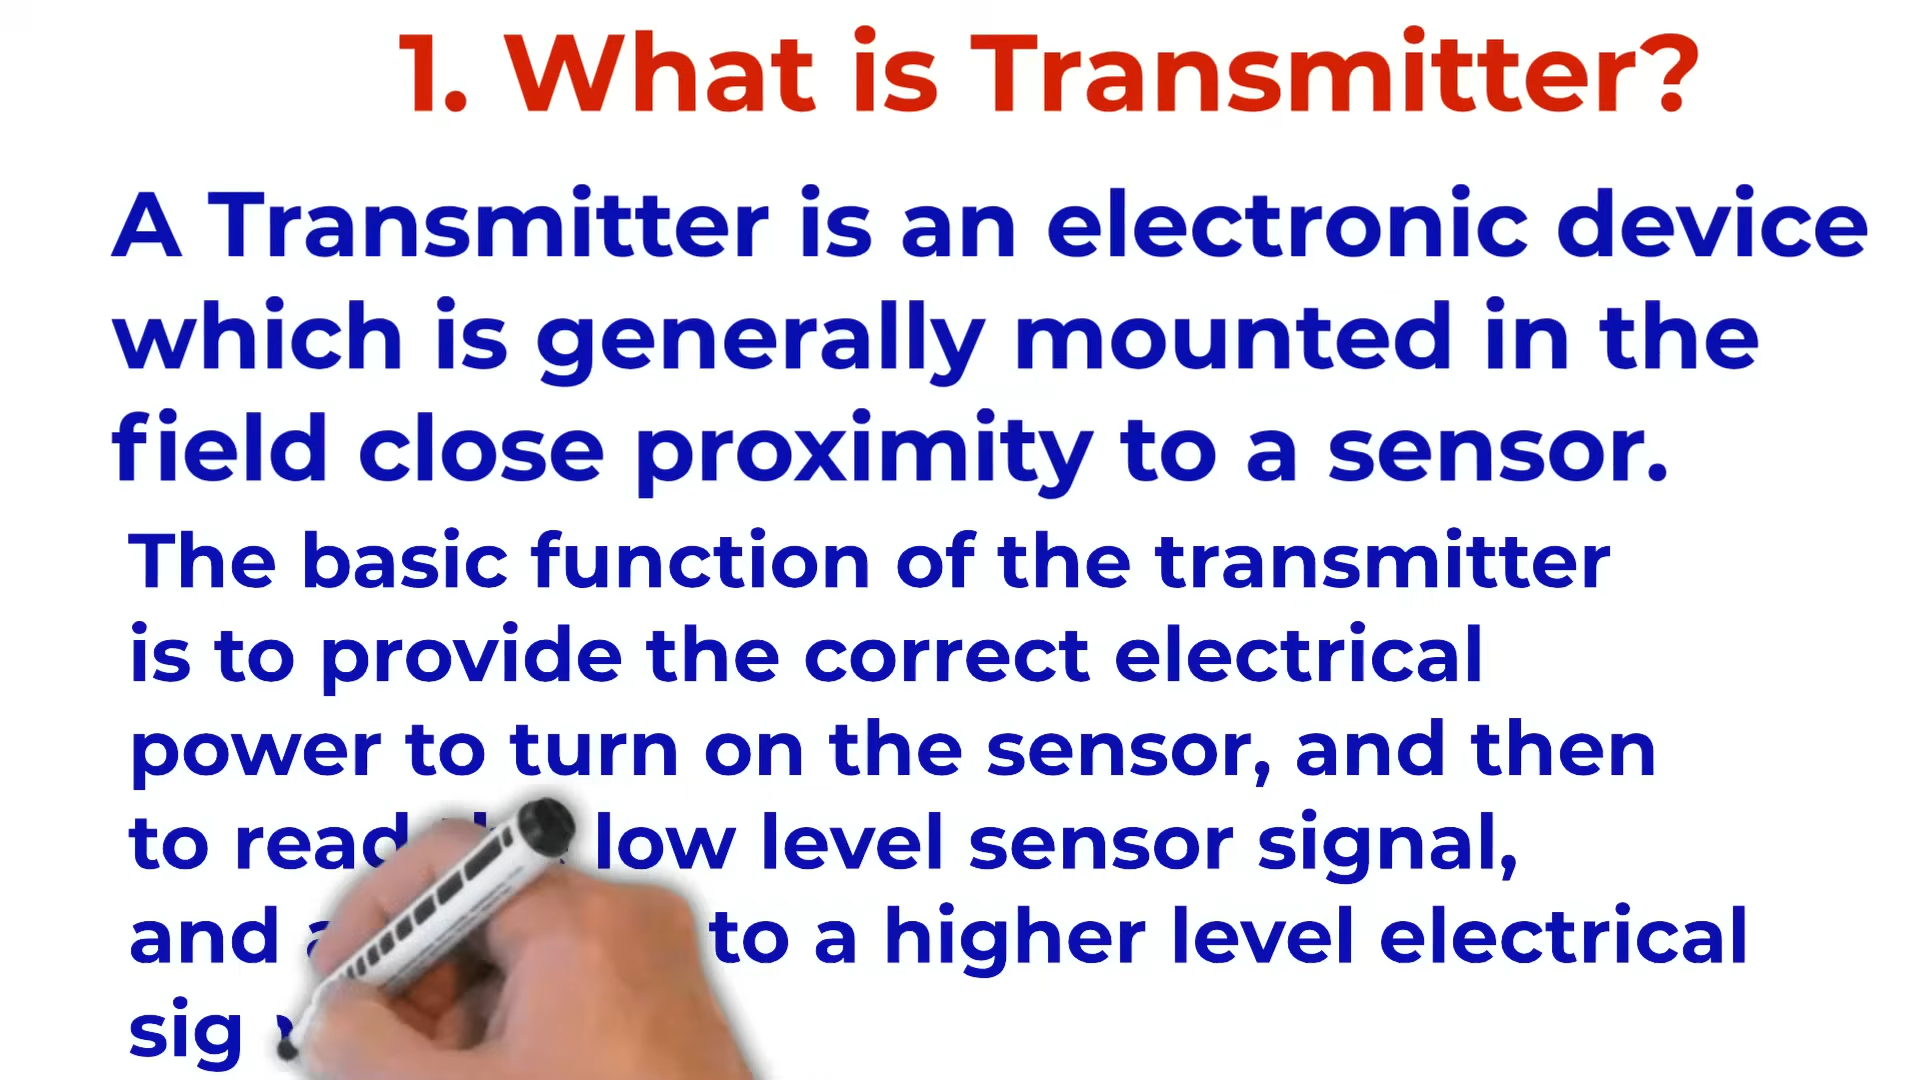 1. What is Transmitter?
A Transmitter is an electronic device
which is generally mounted in the
field close proximity to a sensor.
The basic function of the transmitter
is to provide the correct electrical
power to turn on the sensor, and then
to read low level sensor signal,
and to a higher level electrical
sig